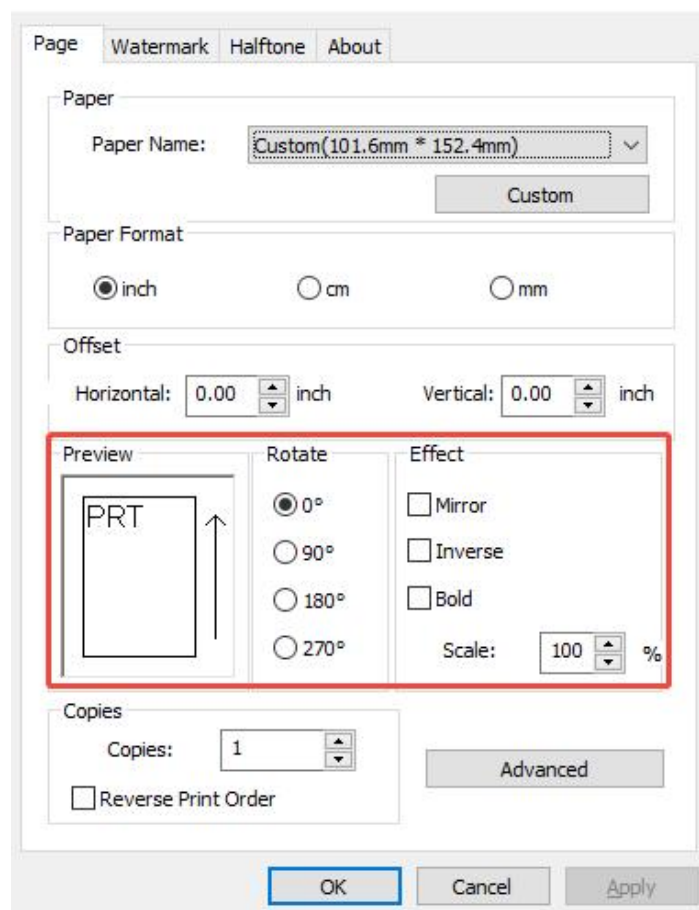 Page Watermark Halftone About
Paper
Paper Name: Custom(101.6mm * 152.4mm)
Custom
Paper Format
inch cm mm
Offset
Horizontal: 0.00 inch Vertical: 0.00 inch
Preview Rotate Effect
PRT 0° Mirror
90° Inverse
180° Bold
270° Scale: 100 %
Copies
Copies: 1
Advanced
Reverse Print Order
OK Cancel Apply